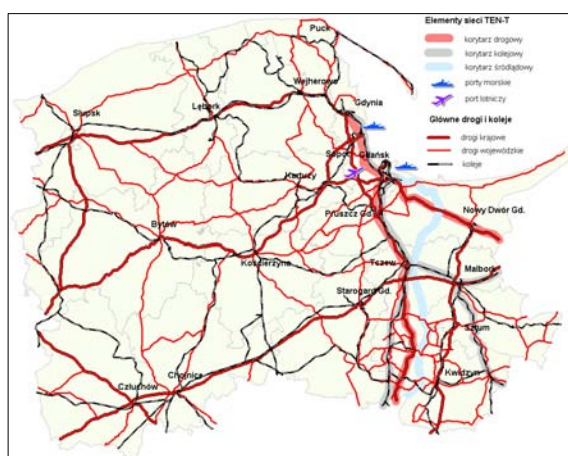 Elementy sieci TEN-T
korytarz drogowy
korytarz kolejowy
korytarz śródlądowy
porty morskie
port lotniczy
Główne drogi i koleje
drogi krajowe
drogi wojewódzkie
koleje
Puck
Wejherowo
Gdynia
Słupsk
Lębork
Sopot
Gdańsk
Kartuzy
Pruszcz Gd.
Nowy Dwór Gd.
Bytów
Kościerzyna
Tczew
Malbork
Starogard Gd.
Sztum
Kwidzyn
Chojnice
Człuchów